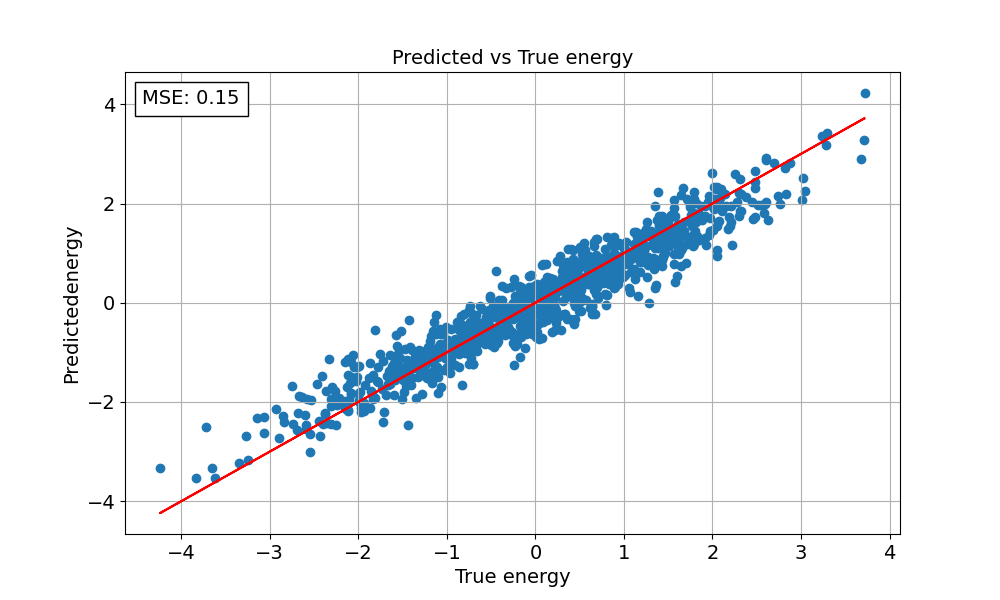 Predicted vs True energy
MSE: 0.15
4
2
0
−2
−4
Predictedenergy
−4 −3 −2 −1 0 1 2 3 4
True energy